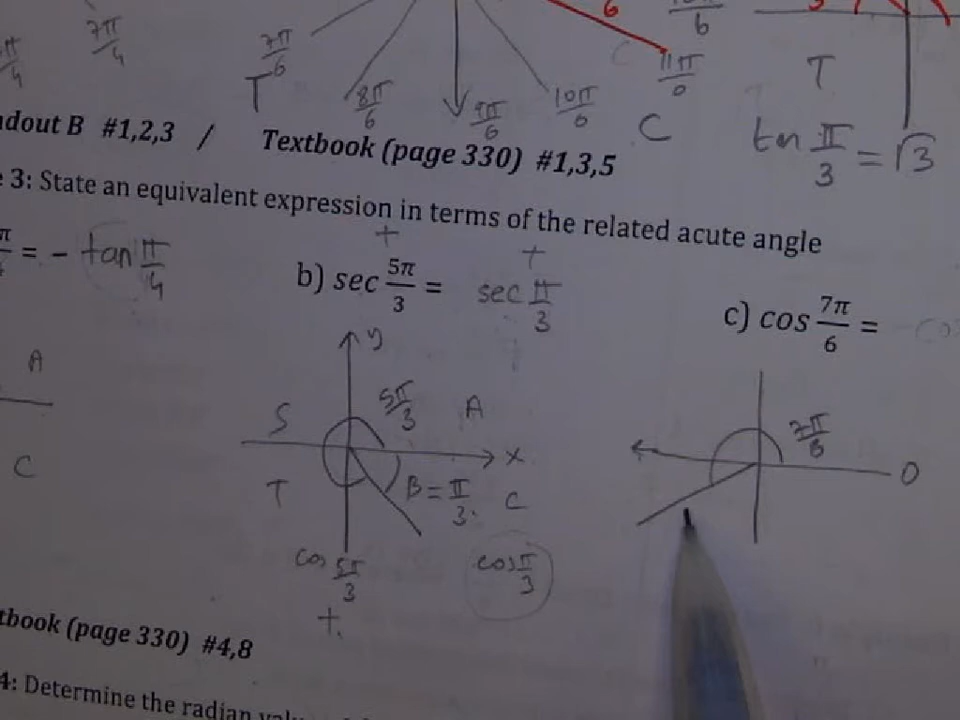 7π/4
7π/6
T
8π/6
9π/6
10π/6
11π/6
C
6
T
tan π/3 = √3
ndout B #1,2,3 / Textbook (page 330) #1,3,5
3: State an equivalent expression in terms of the related acute angle
= - tan π/4
b) sec 5π/3 = sec π/3
+ +
c) cos 7π/6 = -cos
A
C
y
S
5π/3
A
x
T
B = π/3
C
cos 5π/3
+
cos π/3
7π/6
0
tbook (page 330) #4,8
4: Determine the radian